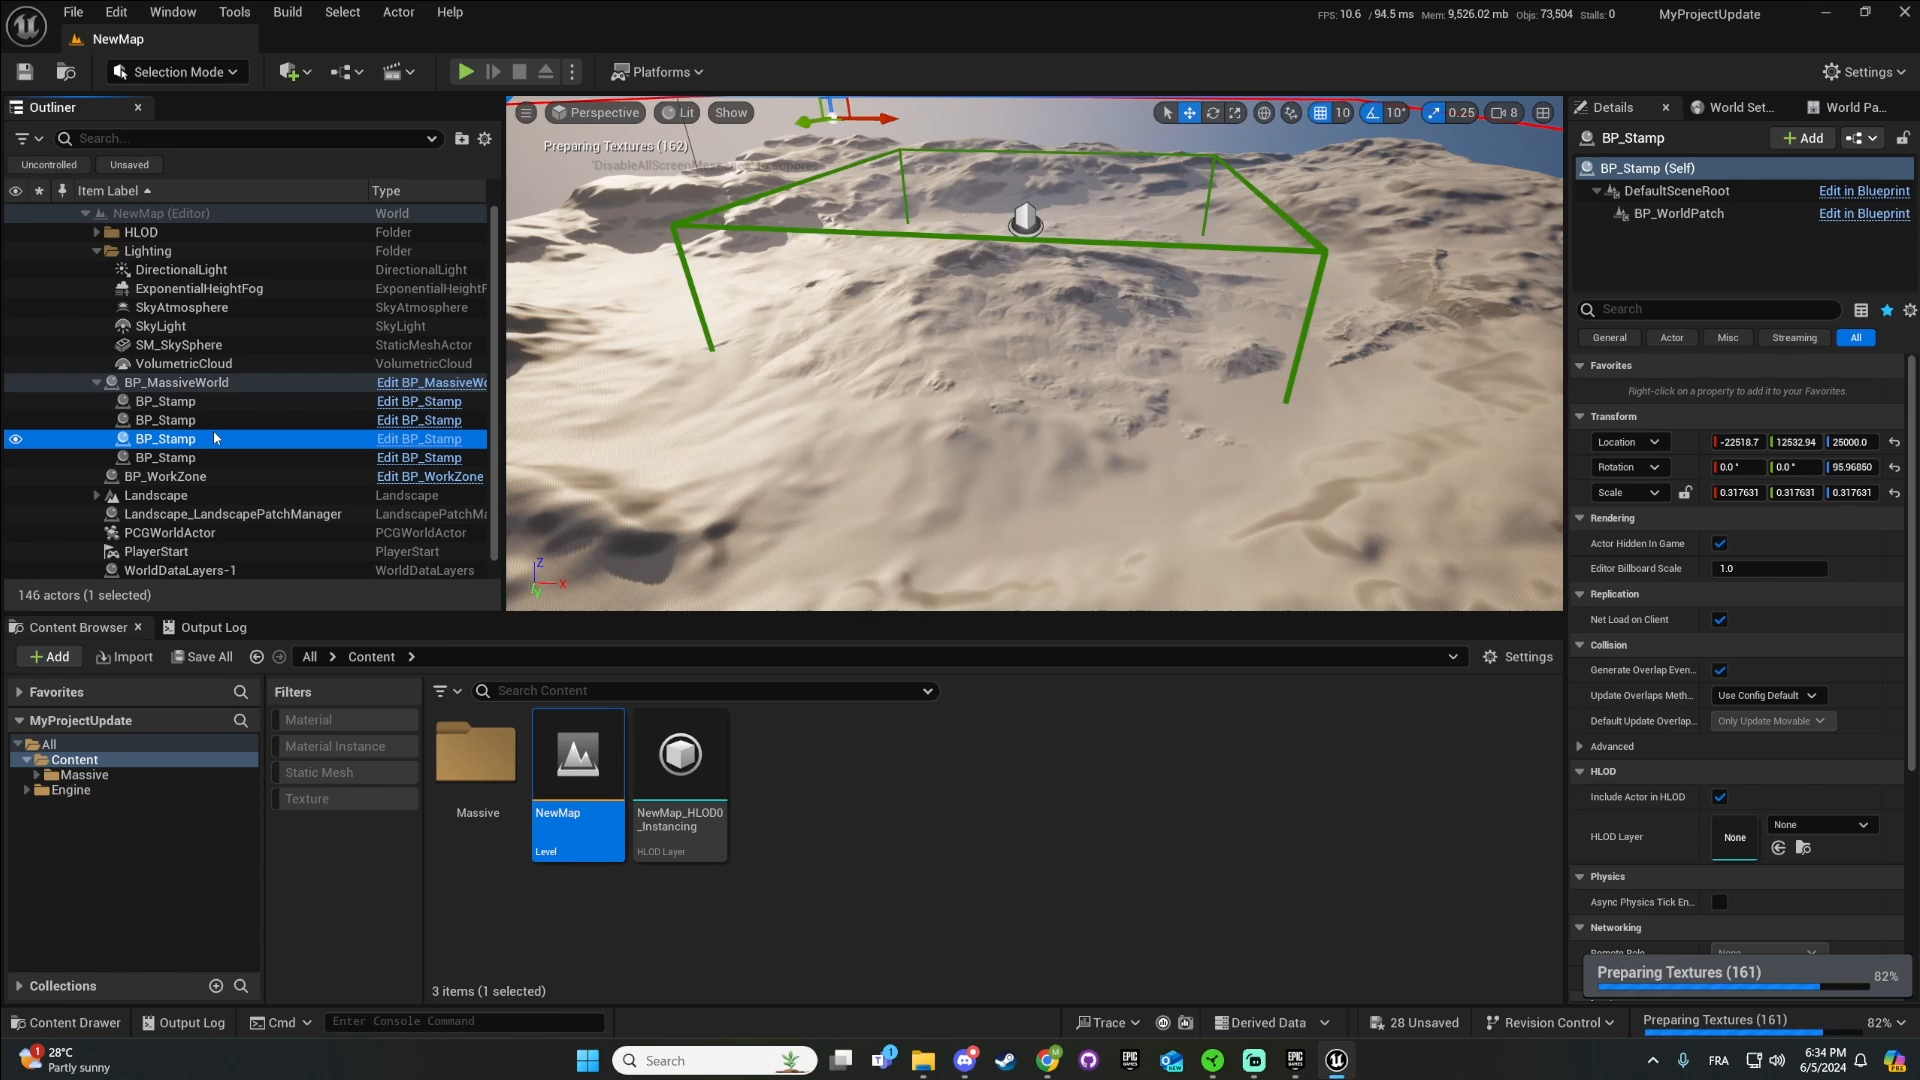 File Edit Window Tools Build Select Actor Help
FPS: 10.6 / 94.5 ms Mem: 9,526.02 mb Objs: 73,504 Stalls: 0 MyProjectUpdate
NewMap
Selection Mode Platforms Settings
Outliner
Search...
Uncontrolled Unsaved
Item Label Type
NewMap (Editor) World
HLOD Folder
Lighting Folder
DirectionalLight DirectionalLight
ExponentialHeightFog ExponentialHeightF
SkyAtmosphere SkyAtmosphere
SkyLight SkyLight
SM_SkySphere StaticMeshActor
VolumetricCloud VolumetricCloud
BP_MassiveWorld Edit BP_MassiveWo
BP_Stamp Edit BP_Stamp
BP_Stamp Edit BP_Stamp
BP_Stamp Edit BP_Stamp
BP_Stamp Edit BP_Stamp
BP_WorkZone Edit BP_WorkZone
Landscape Landscape
Landscape_LandscapePatchManager LandscapePatchMa
PCGWorldActor PCGWorldActor
PlayerStart PlayerStart
WorldDataLayers-1 WorldDataLayers
146 actors (1 selected)
Perspective Lit Show 10 10° 0.25 8
Preparing Textures (162)
Z
X
Y
Details World Set... World Pa...
BP_Stamp Add
BP_Stamp (Self)
DefaultSceneRoot Edit in Blueprint
BP_WorldPatch Edit in Blueprint
Search
General Actor Misc Streaming All
Favorites
Right-click on a property to add it to your Favorites.
Transform
Location -22518.7 12532.94 25000.0
Rotation 0.0 ° 0.0 ° 95.96850
Scale 0.317631 0.317631 0.317631
Rendering
Actor Hidden In Game
Editor Billboard Scale 1.0
Replication
Net Load on Client
Collision
Generate Overlap Even...
Update Overlaps Meth... Use Config Default
Default Update Overlap... Only Update Movable
Advanced
HLOD
Include Actor in HLOD
HLOD Layer None None
Physics
Async Physics Tick En...
Networking
Preparing Textures (161) 82%
Content Browser Output Log
Add Import Save All All Content Settings
Favorites
MyProjectUpdate
All
Content
Massive
Engine
Collections
Filters
Material
Material Instance
Static Mesh
Texture
Search Content
Massive
NewMap
Level
NewMap_HLOD0
_Instancing
HLOD Layer
3 items (1 selected)
Content Drawer Output Log Cmd Enter Console Command Trace Derived Data 28 Unsaved Revision Control Preparing Textures (161) 82%
1
28°C
Partly sunny
Search
1
FRA
6:34 PM
6/5/2024